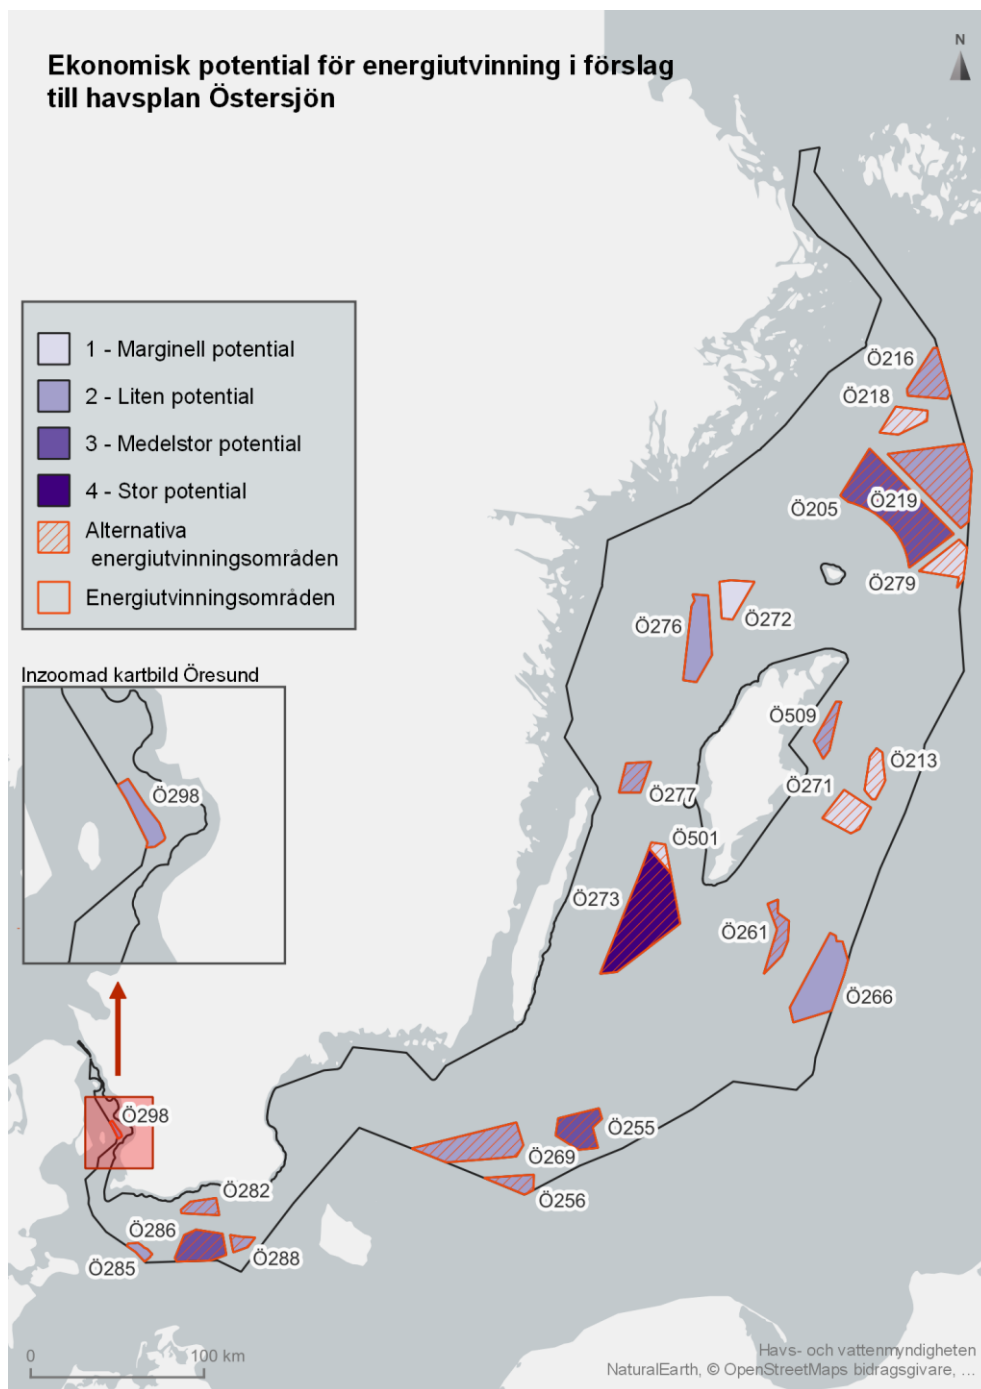 Ekonomisk potential för energiutvinning i förslag
till havsplan Östersjön
N
1 - Marginell potential
2 - Liten potential
3 - Medelstor potential
4 - Stor potential
Alternativa
energiutvinningsområden
Energiutvinningsområden
Inzoomad kartbild Öresund
Ö298
Ö216
Ö218
Ö219
Ö205
Ö279
Ö272
Ö276
Ö509
Ö213
Ö271
Ö277
Ö501
Ö273
Ö261
Ö266
Ö298
Ö255
Ö269
Ö256
Ö282
Ö286
Ö288
Ö285
0 100 km
Havs- och vattenmyndigheten
NaturalEarth, © OpenStreetMaps bidragsgivare, ...